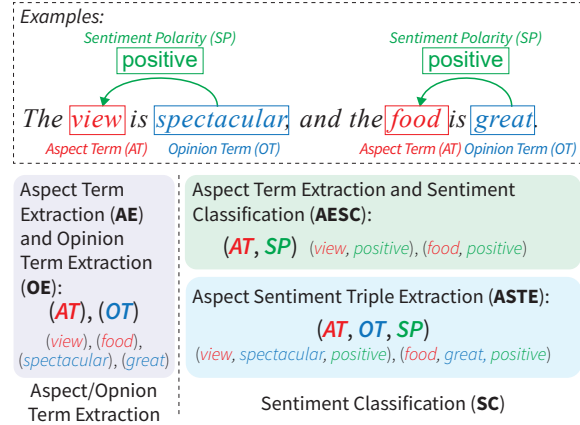 Examples:
Sentiment Polarity (SP) Sentiment Polarity (SP)
positive positive
The view is spectacular, and the food is great.
Aspect Term (AT) Opinion Term (OT) Aspect Term (AT) Opinion Term (OT)
Aspect Term
Extraction (AE)
and Opinion
Term Extraction
(OE):
(AT), (OT)
(view), (food),
(spectacular), (great)
Aspect/Opnion
Term Extraction
Aspect Term Extraction and Sentiment
Classification (AESC):
(AT, SP) (view, positive), (food, positive)
Aspect Sentiment Triple Extraction (ASTE):
(AT, OT, SP)
(view, spectacular, positive), (food, great, positive)
Sentiment Classification (SC)